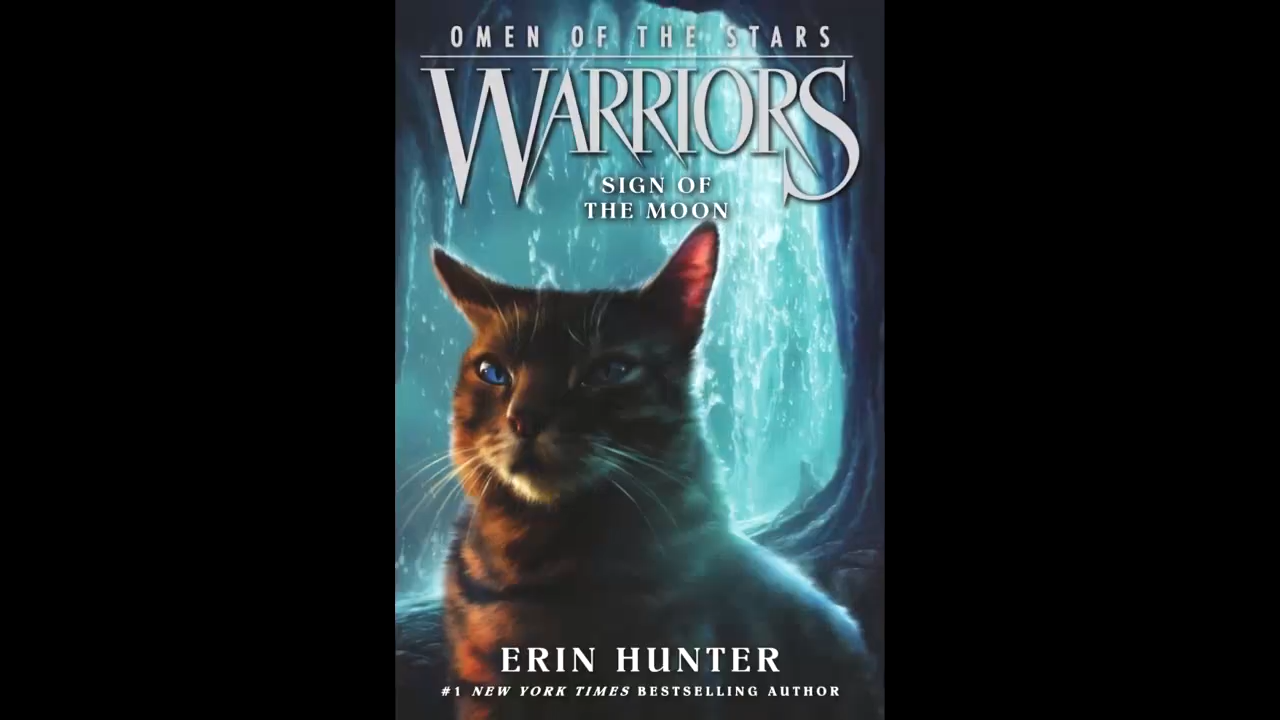 OMEN OF THE STARS
WARRIORS
SIGN OF
THE MOON
ERIN HUNTER
#1 NEW YORK TIMES BESTSELLING AUTHOR